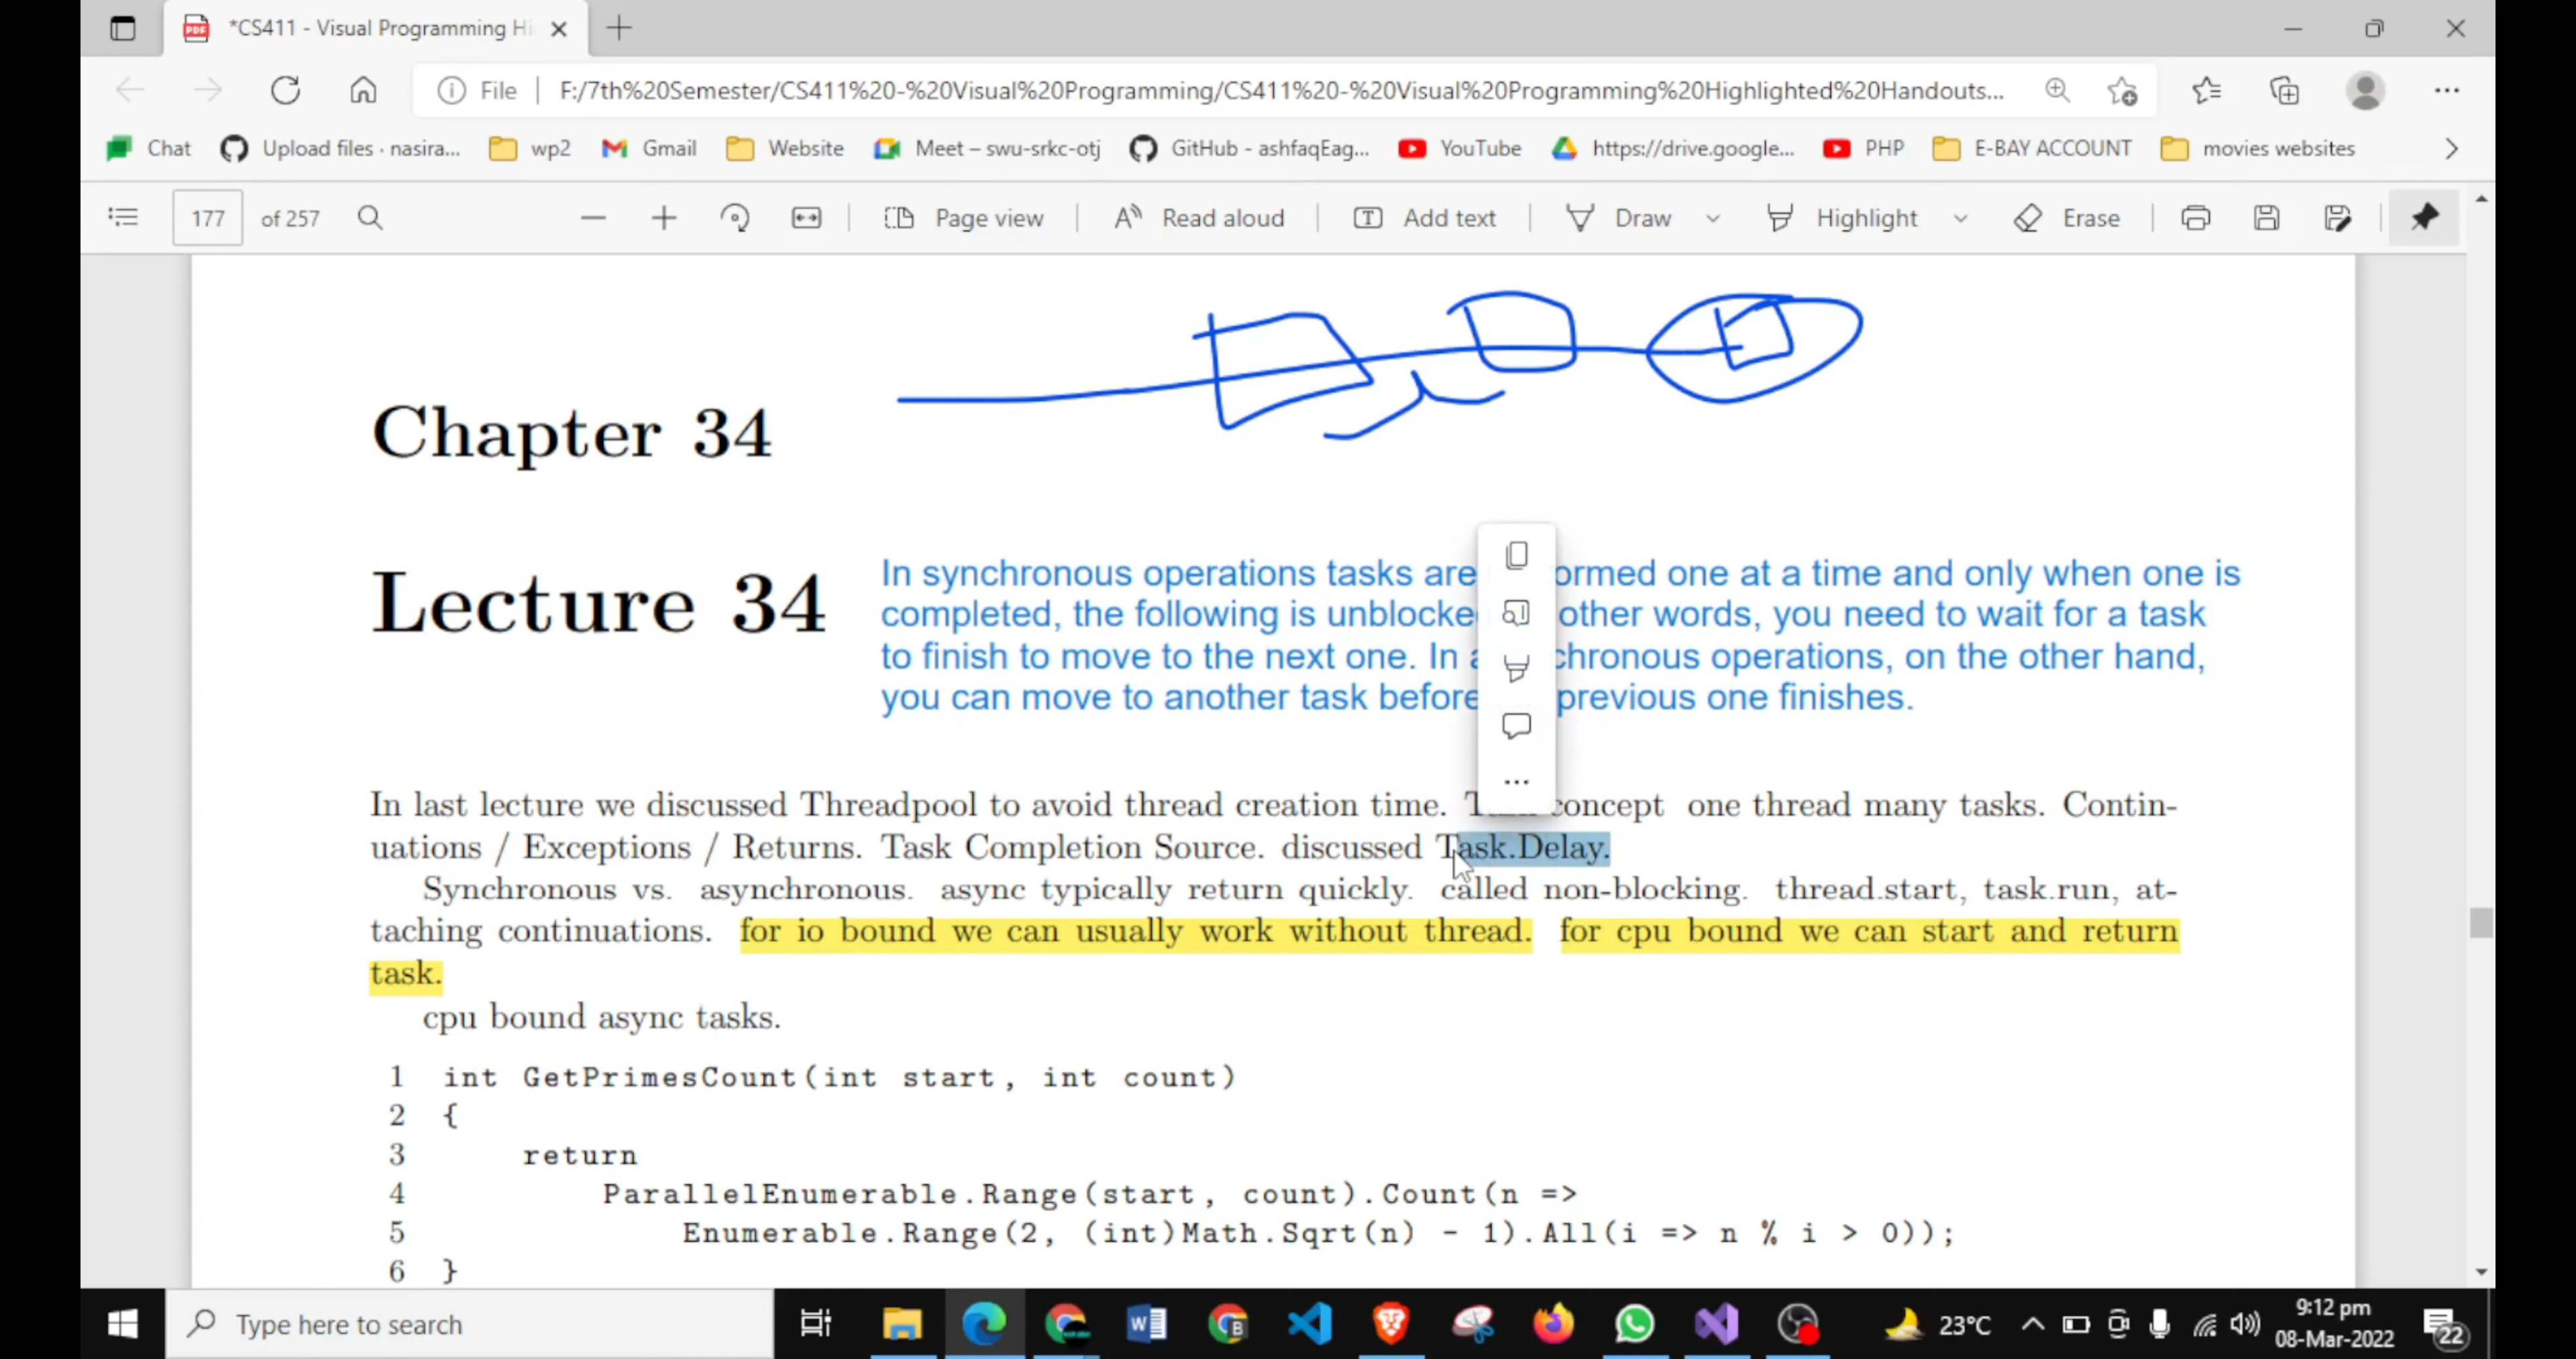 *CS411 - Visual Programming Hi
File F:/7th%20Semester/CS411%20-%20Visual%20Programming/CS411%20-%20Visual%20Programming%20Highlighted%20Handouts...
Chat Upload files · nasira... wp2 Gmail Website Meet – swu-srkc-otj GitHub - ashfaqEag... YouTube https://drive.google... PHP E-BAY ACCOUNT movies websites
177 of 257 Page view Read aloud Add text Draw Highlight Erase
Chapter 34
Lecture 34
In synchronous operations tasks are ormed one at a time and only when one is
completed, the following is unblocke other words, you need to wait for a task
to finish to move to the next one. In a chronous operations, on the other hand,
you can move to another task before previous one finishes.
In last lecture we discussed Threadpool to avoid thread creation time. concept one thread many tasks. Contin-
uations / Exceptions / Returns. Task Completion Source. discussed Task.Delay.
Synchronous vs. asynchronous. async typically return quickly. called non-blocking. thread.start, task.run, at-
taching continuations. for io bound we can usually work without thread. for cpu bound we can start and return
task.
cpu bound async tasks.
1 int GetPrimesCount(int start, int count)
2 {
3 return
4 ParallelEnumerable.Range(start, count).Count(n =>
5 Enumerable.Range(2, (int)Math.Sqrt(n) - 1).All(i => n % i > 0));
6 }
Type here to search
23°C
9:12 pm
08-Mar-2022
22